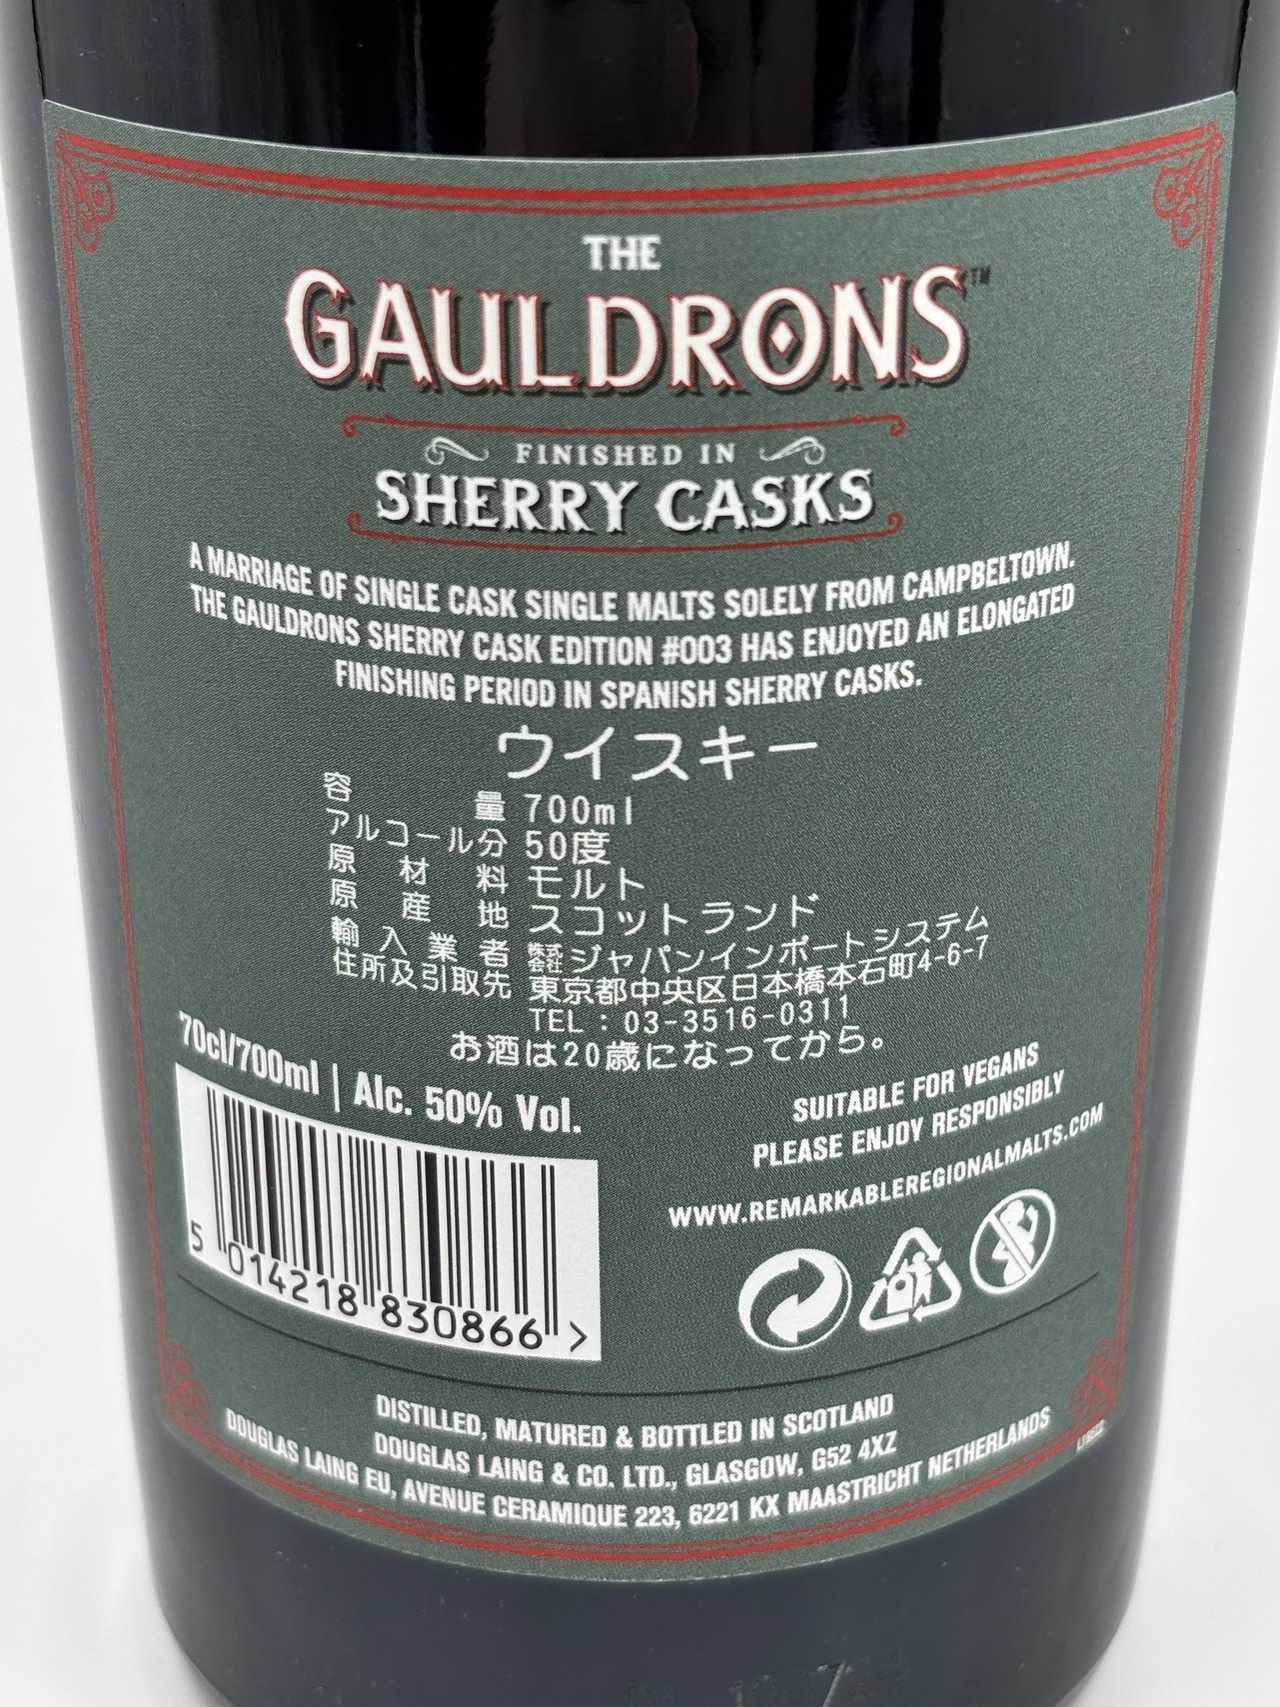 THE
GAULDRONS™
FINISHED IN
SHERRY CASKS
A MARRIAGE OF SINGLE CASK SINGLE MALTS SOLELY FROM CAMPBELTOWN.
THE GAULDRONS SHERRY CASK EDITION #003 HAS ENJOYED AN ELONGATED
FINISHING PERIOD IN SPANISH SHERRY CASKS.
ウイスキー
容量 700ml
アルコール分 50度
原材料 モルト
原産地 スコットランド
輸入業者 株式会社ジャパンインポートシステム
住所及引取先 東京都中央区日本橋本石町4-6-7
TEL：03-3516-0311
お酒は20歳になってから。
70cl/700ml | Alc. 50% Vol.
SUITABLE FOR VEGANS
PLEASE ENJOY RESPONSIBLY
WWW.REMARKABLEREGIONALMALTS.COM
5 014218 830866 >
DISTILLED, MATURED & BOTTLED IN SCOTLAND
DOUGLAS LAING & CO. LTD., GLASGOW, G52 4XZ
DOUGLAS LAING EU, AVENUE CERAMIQUE 223, 6221 KX MAASTRICHT NETHERLANDS